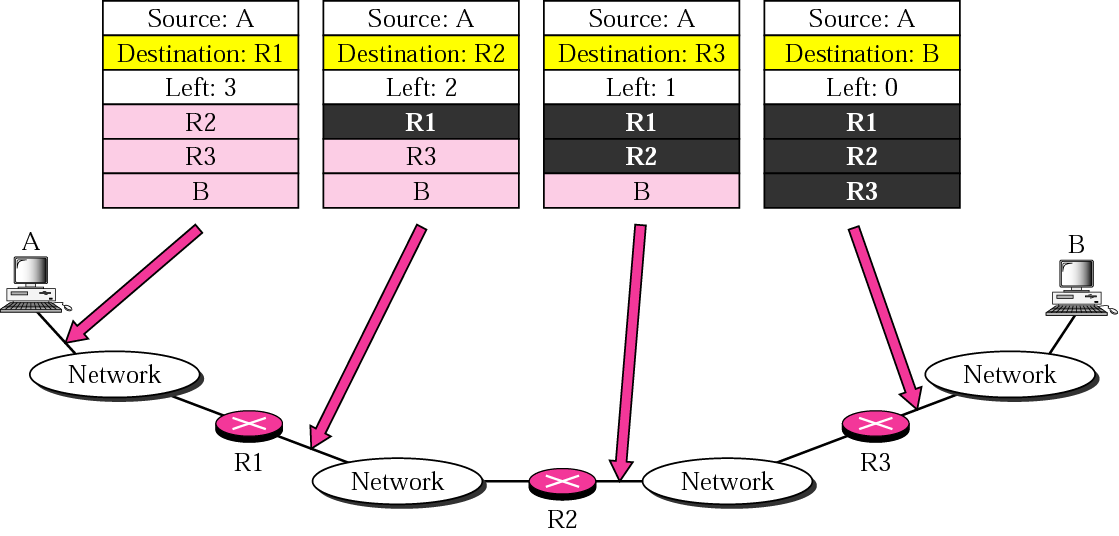 Source: A
Destination: R1
Left: 3
R2
R3
B
Source: A
Destination: R2
Left: 2
R1
R3
B
Source: A
Destination: R3
Left: 1
R1
R2
B
Source: A
Destination: B
Left: 0
R1
R2
R3
A
B
Network
Network
R1
R3
Network
Network
R2